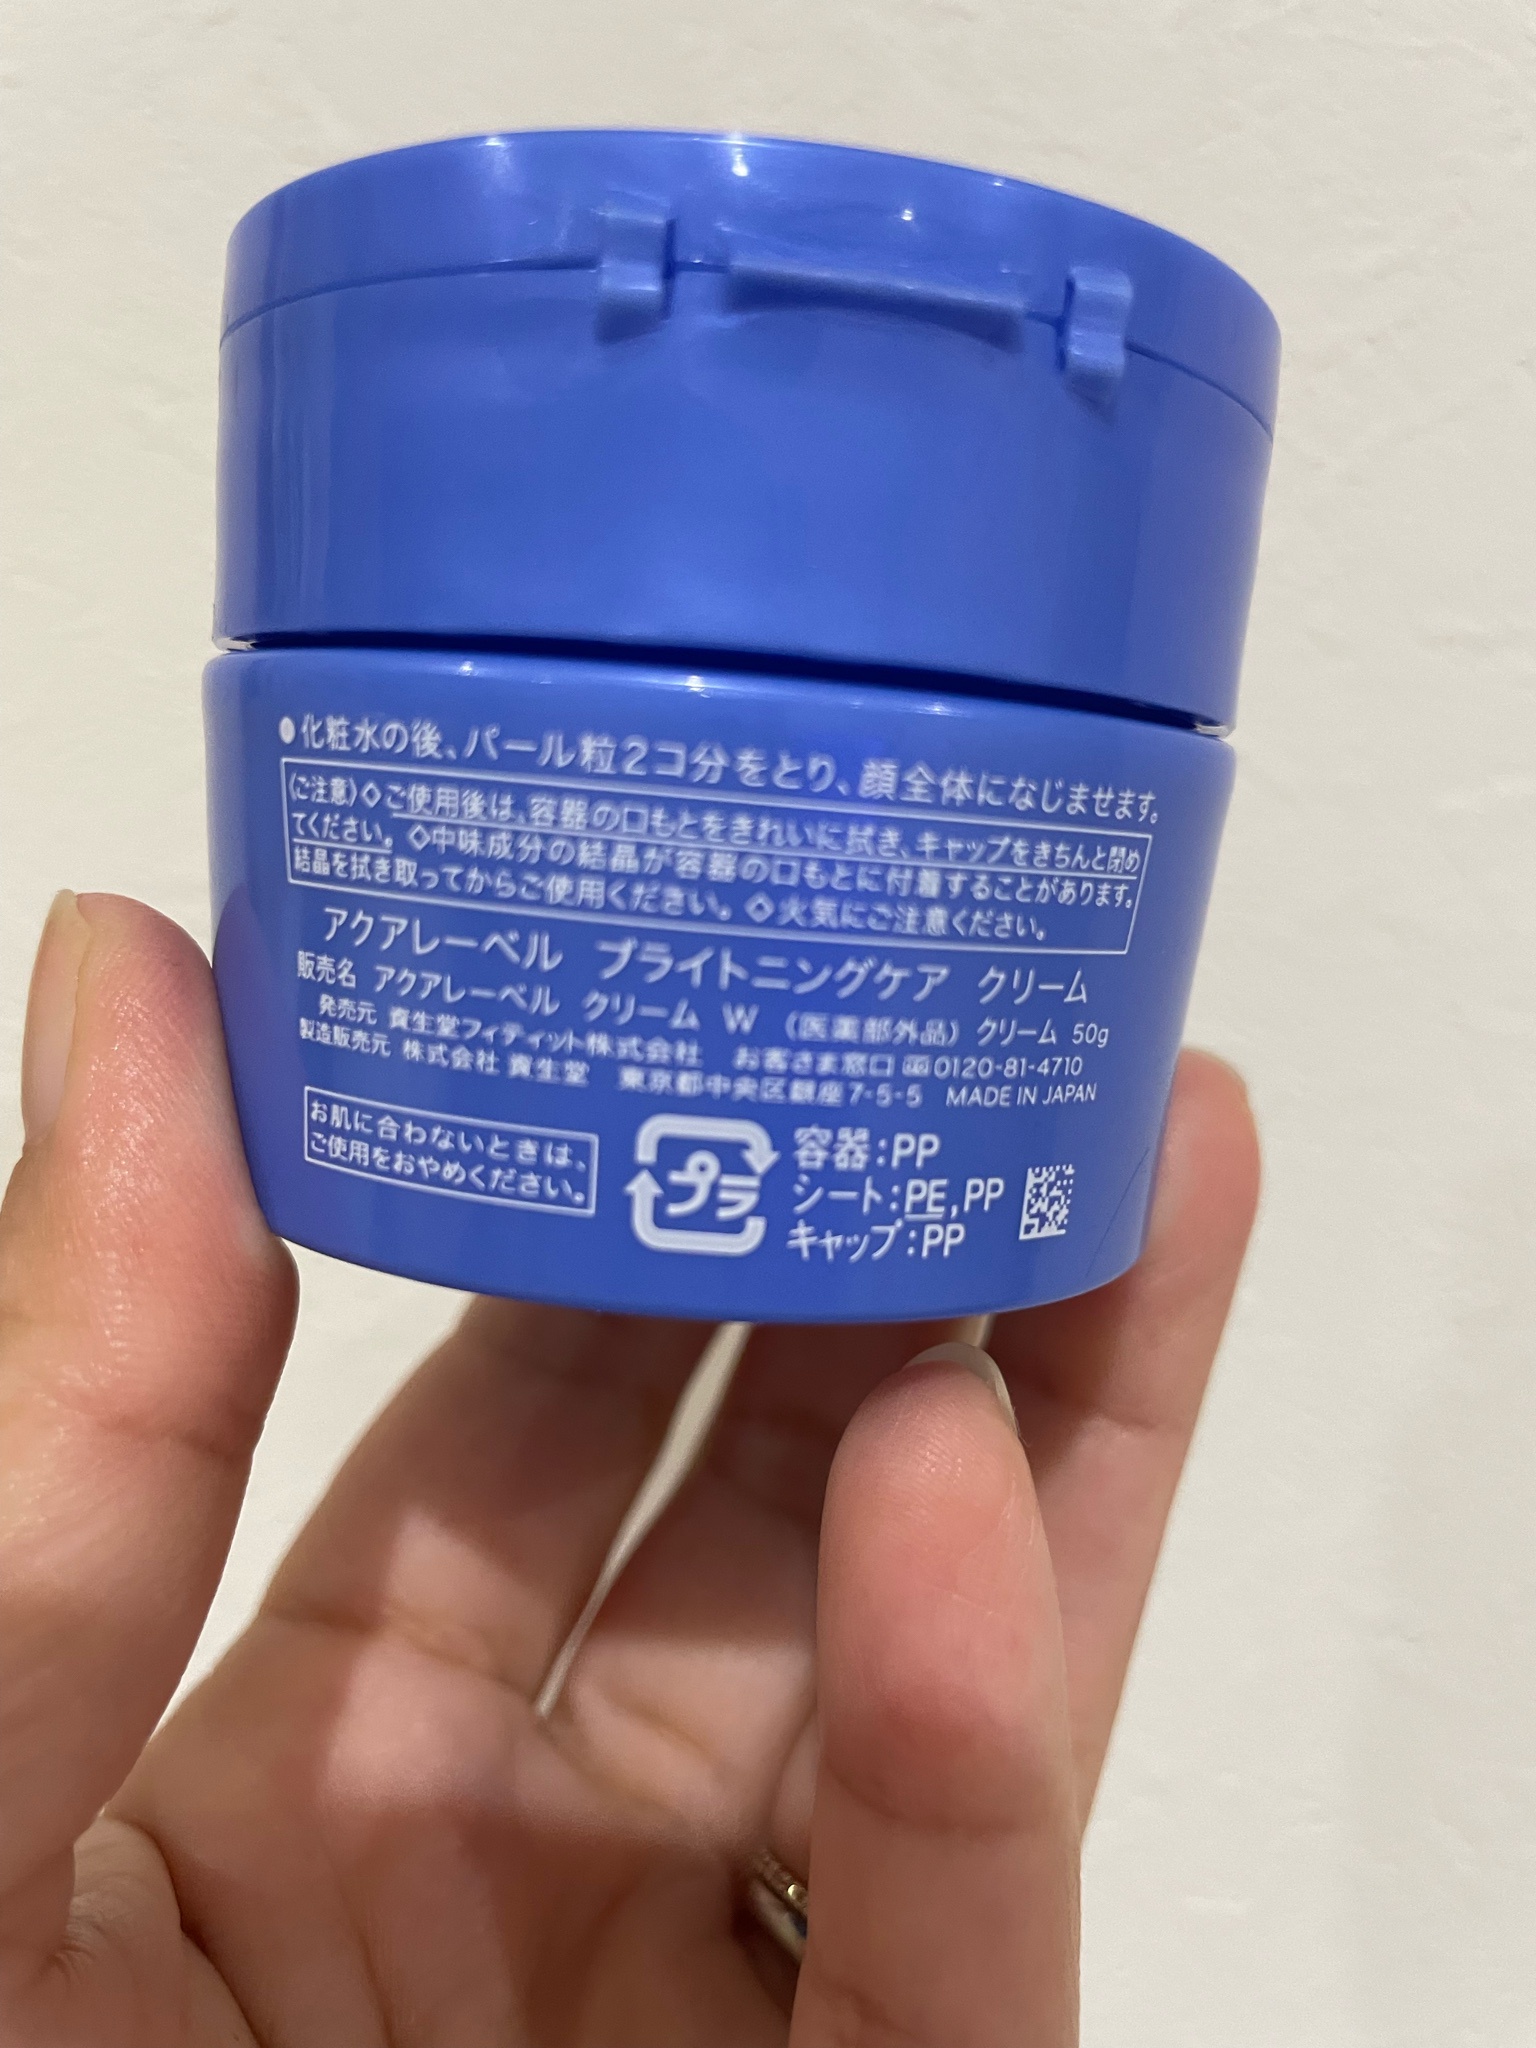 ●化粧水の後、パール粒2コ分をとり、顔全体になじませます。
〈ご注意〉◇ご使用後は、容器の口もとをきれいに拭き、キャップをきちんと閉め
てください。◇中味成分の結晶が容器の口もとに付着することがあります。
結晶を拭き取ってからご使用ください。◇火気にご注意ください。
アクアレーベル ブライトニングケア クリーム
販売名 アクアレーベル クリーム W (医薬部外品) クリーム 50g
発売元 資生堂フィティット株式会社 お客さま窓口 0120-81-4710
製造販売元 株式会社 資生堂 東京都中央区銀座7-5-5 MADE IN JAPAN
お肌に合わないときは、
ご使用をおやめください。
プラ
容器:PP
シート:PE,PP
キャップ:PP